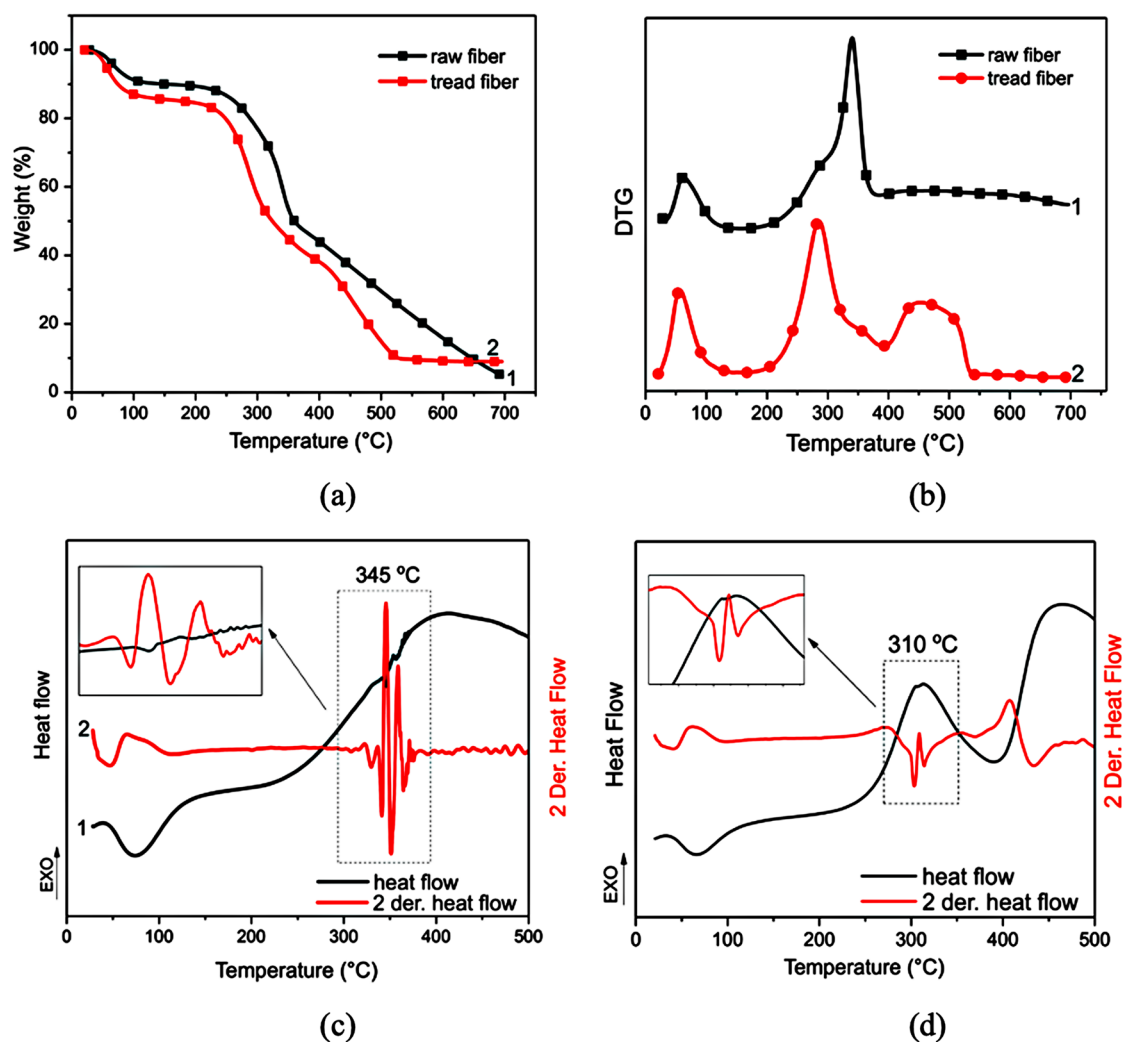 raw fiber
tread fiber
Weight (%)
100
80
60
40
20
0
2
1
0 100 200 300 400 500 600 700
Temperature (°C)
(a)
raw fiber
tread fiber
DTG
1
2
0 100 200 300 400 500 600 700
Temperature (°C)
(b)
345 ºC
Heat flow
2 Der. Heat Flow
2
1
EXO
heat flow
2 der. heat flow
0 100 200 300 400 500
Temperature (°C)
(c)
310 ºC
Heat Flow
2 Der. Heat Flow
EXO
heat flow
2 der. heat flow
0 100 200 300 400 500
Temperature (°C)
(d)